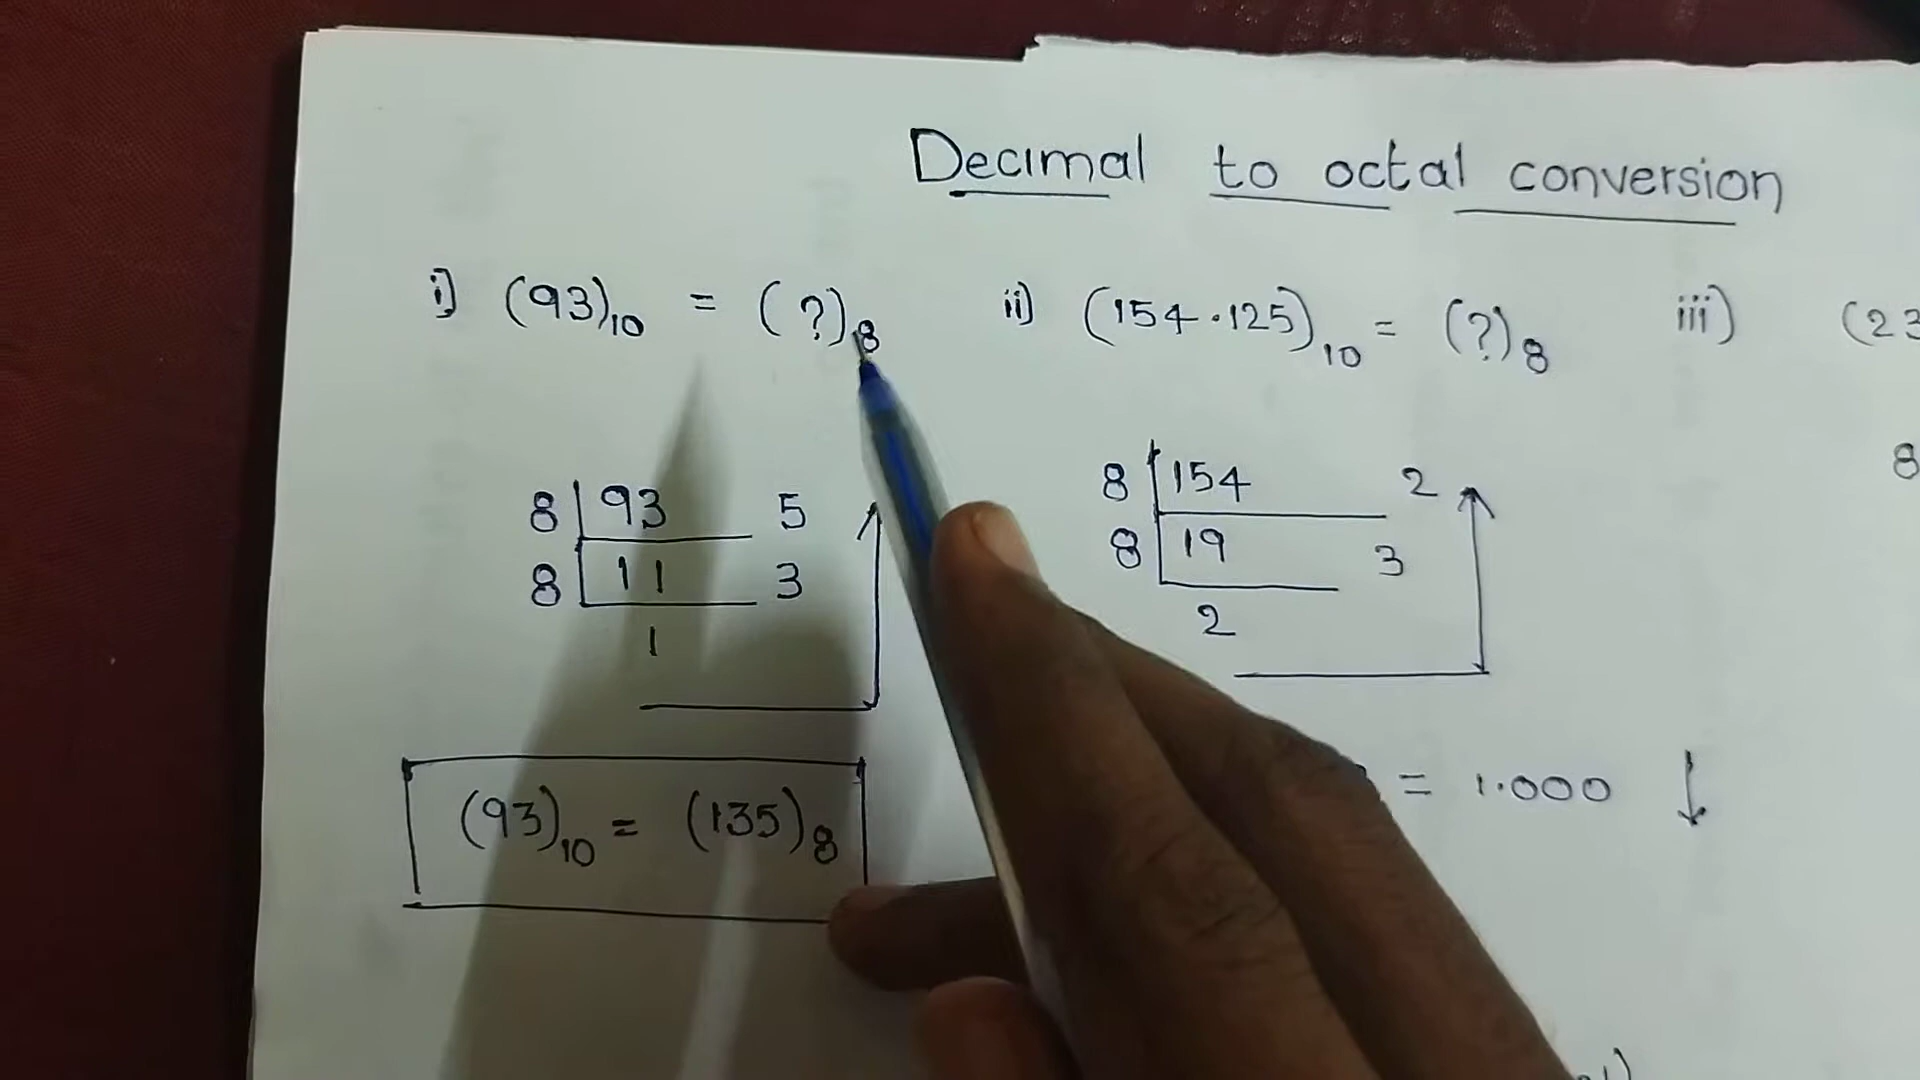 Decimal to octal conversion
i) (93)10 = (?)8
ii) (154.125)10 = (?)8
iii) (23
8 | 93 5
8 | 11 3
1
8 | 154 2
8 | 19 3
2
8
= 1.000 ↓
(93)10 = (135)8